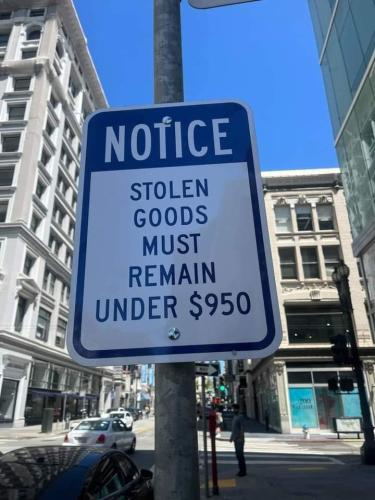 NOTICE
STOLEN
GOODS
MUST
REMAIN
UNDER $950